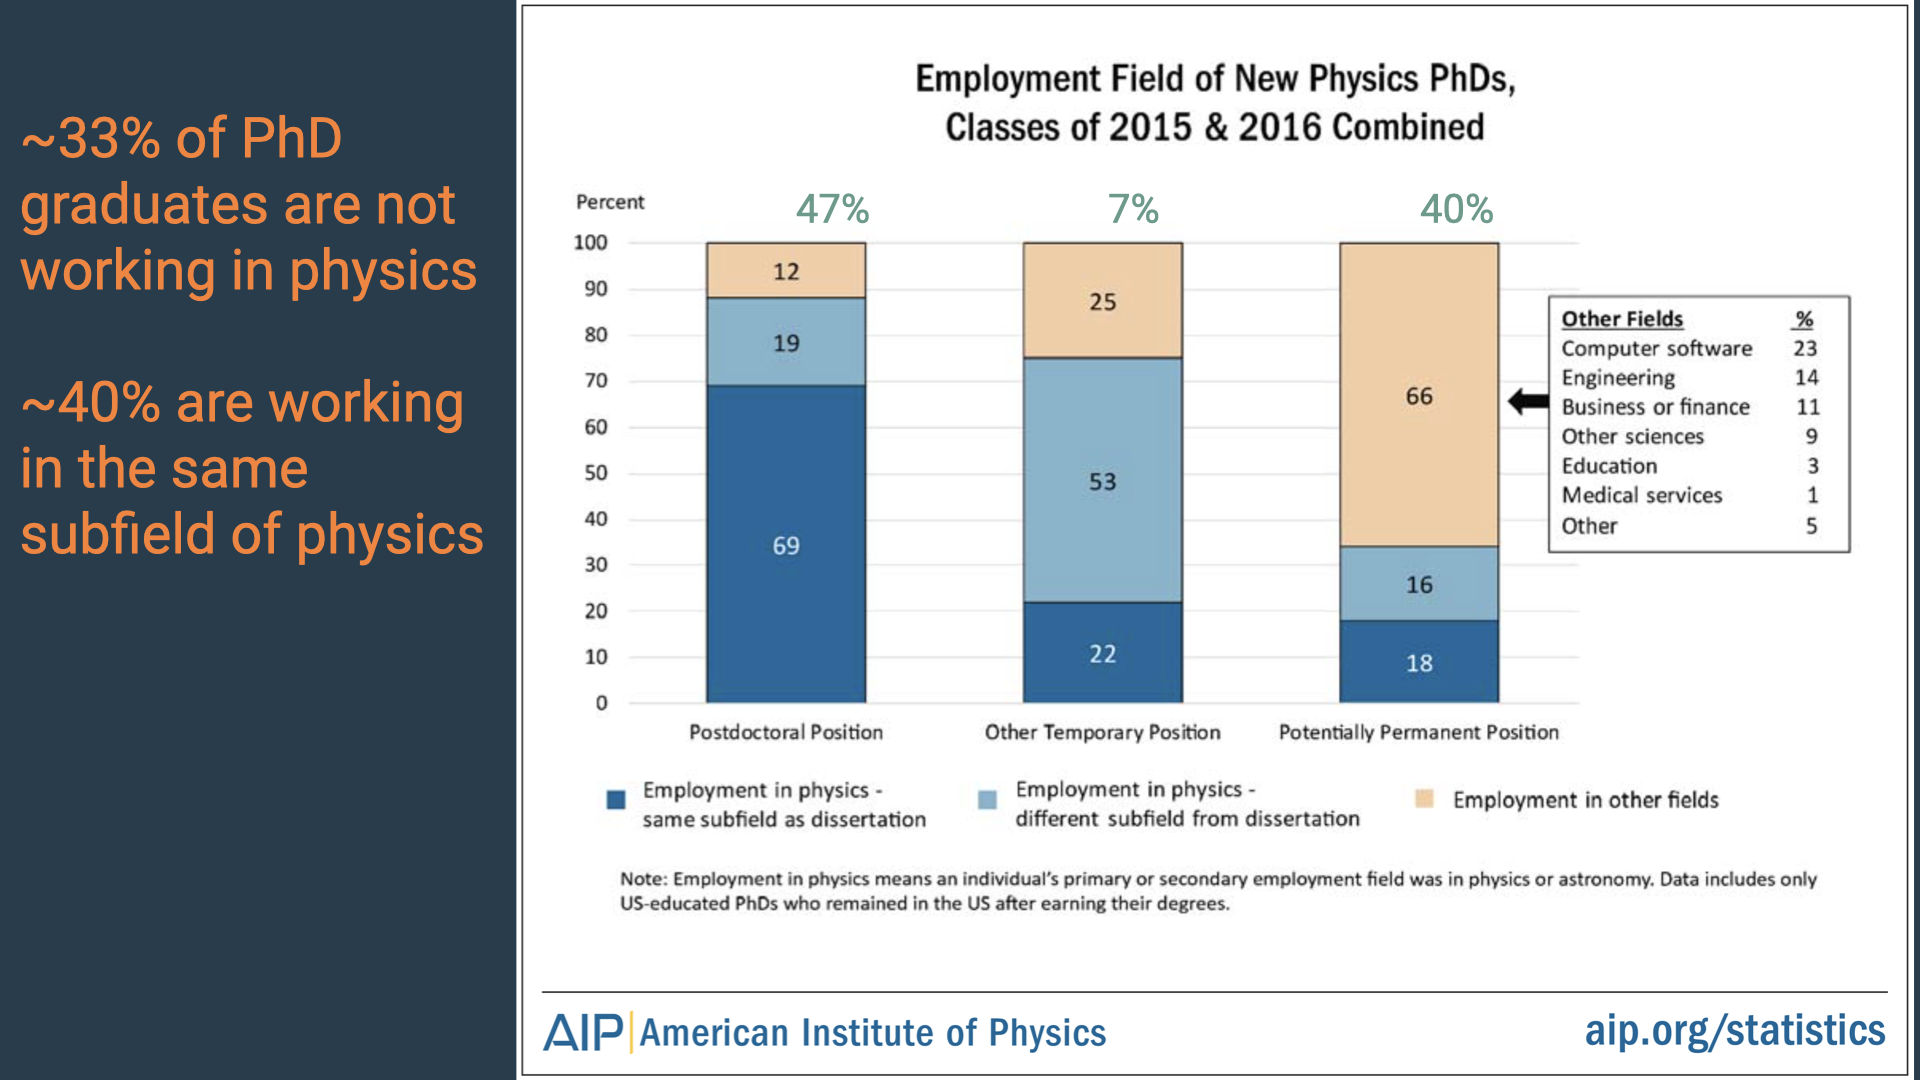 ~33% of PhD
graduates are not
working in physics
~40% are working
in the same
subfield of physics
Employment Field of New Physics PhDs,
Classes of 2015 & 2016 Combined
Percent
47%
7%
40%
100
90
80
70
60
50
40
30
20
10
0
12
19
69
25
53
22
66
16
18
Other Fields %
Computer software 23
Engineering 14
Business or finance 11
Other sciences 9
Education 3
Medical services 1
Other 5
Postdoctoral Position
Other Temporary Position
Potentially Permanent Position
Employment in physics -
same subfield as dissertation
Employment in physics -
different subfield from dissertation
Employment in other fields
Note: Employment in physics means an individual's primary or secondary employment field was in physics or astronomy. Data includes only
US-educated PhDs who remained in the US after earning their degrees.
AIP American Institute of Physics
aip.org/statistics